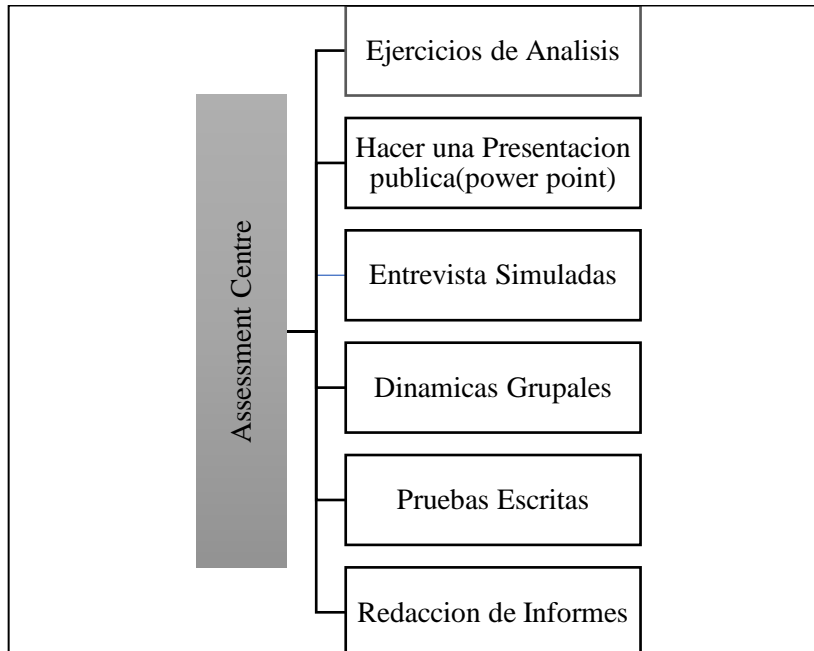 Assessment Centre
Ejercicios de Analisis
Hacer una Presentacion
publica(power point)
Entrevista Simuladas
Dinamicas Grupales
Pruebas Escritas
Redaccion de Informes